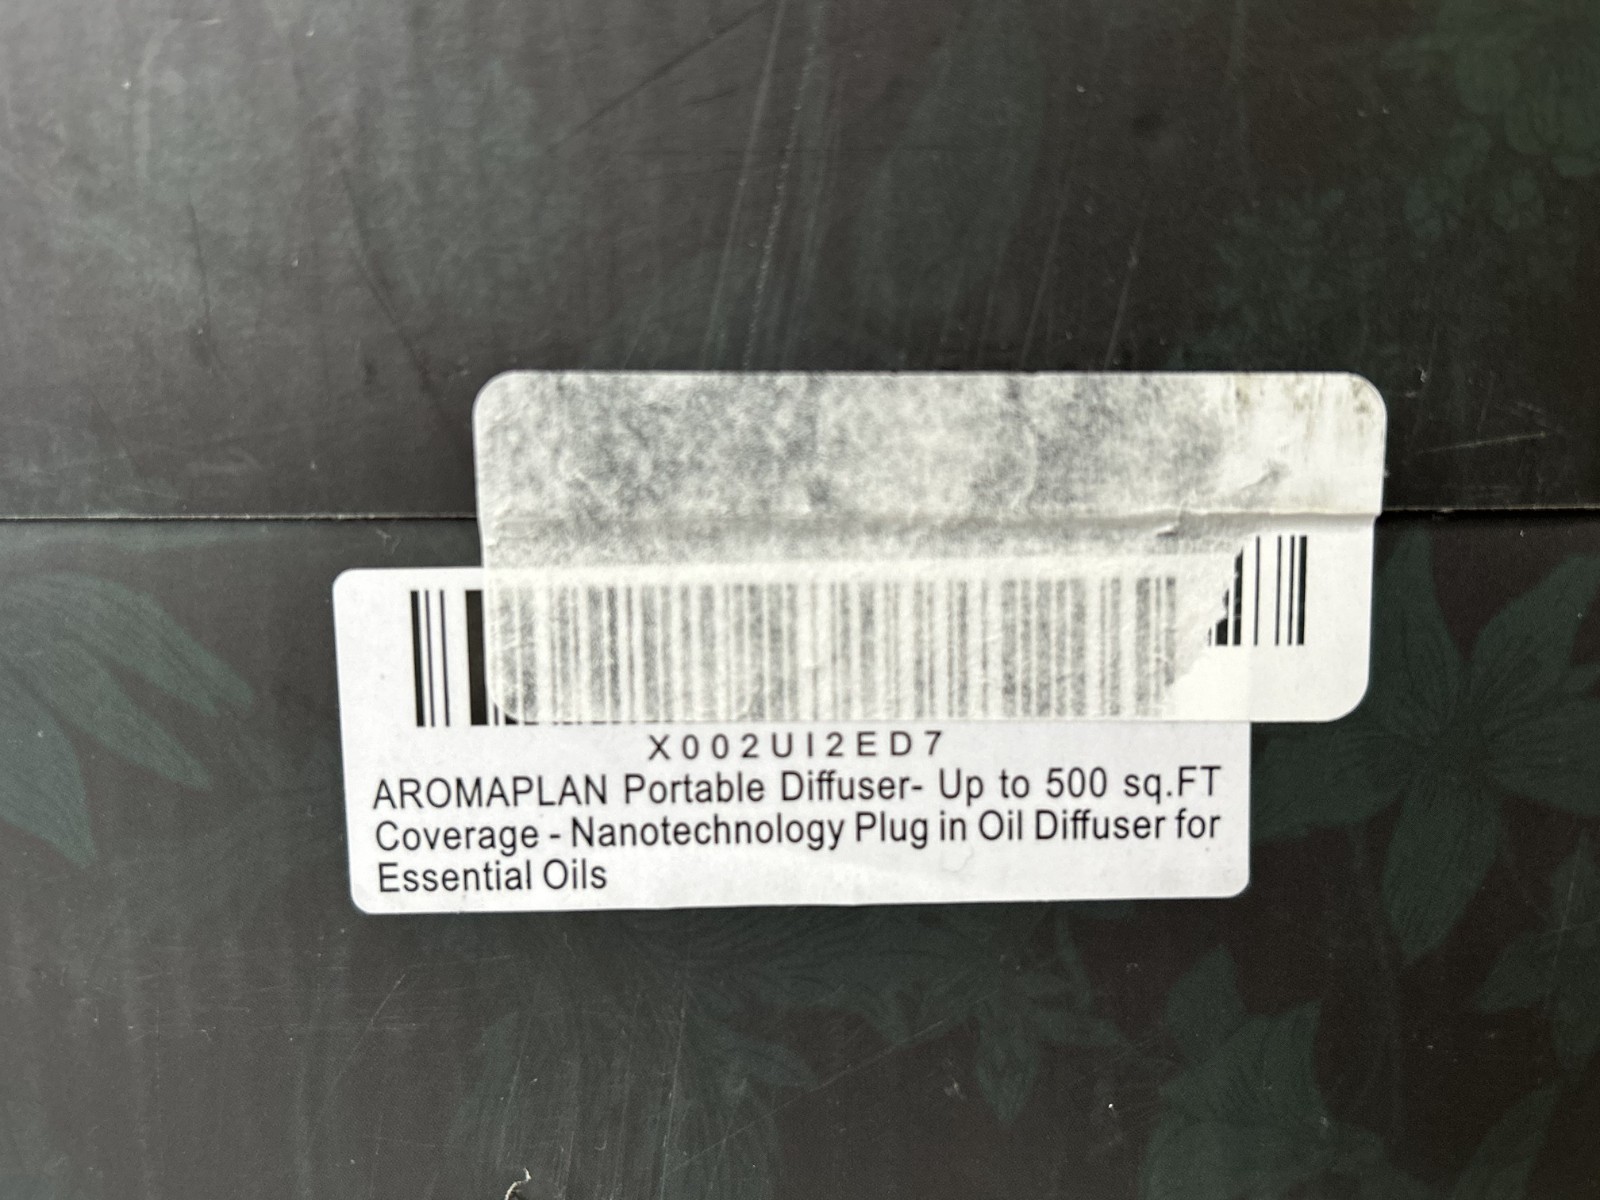 X002UI2ED7
AROMAPLAN Portable Diffuser- Up to 500 sq.FT
Coverage - Nanotechnology Plug in Oil Diffuser for
Essential Oils